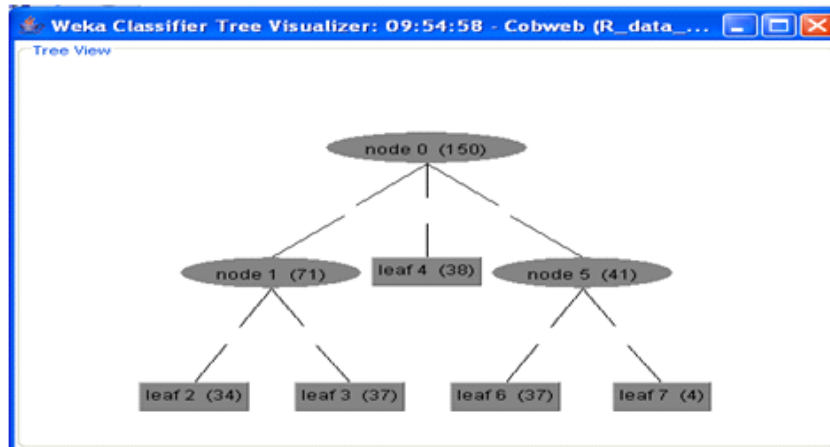 Weka Classifier Tree Visualizer: 09:54:58 - Cobweb (R_data_...
Tree View
node 0 (150)
node 1 (71)
leaf 4 (38)
node 5 (41)
leaf 2 (34)
leaf 3 (37)
leaf 6 (37)
leaf 7 (4)